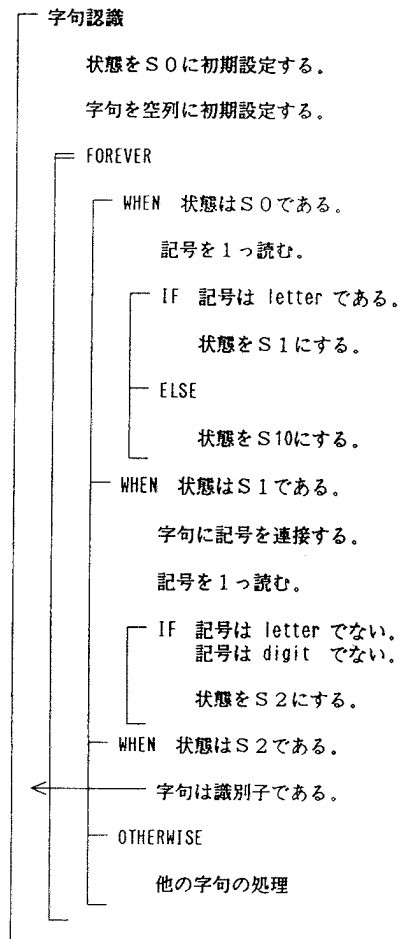 字句認識
状態をS0に初期設定する。
字句を空列に初期設定する。
FOREVER
WHEN 状態はS0である。
記号を1っ読む。
IF 記号は letter である。
状態をS1にする。
ELSE
状態をS10にする。
WHEN 状態はS1である。
字句に記号を連接する。
記号を1っ読む。
IF 記号は letter でない。
記号は digit でない。
状態をS2にする。
WHEN 状態はS2である。
字句は識別子である。
OTHERWISE
他の字句の処理